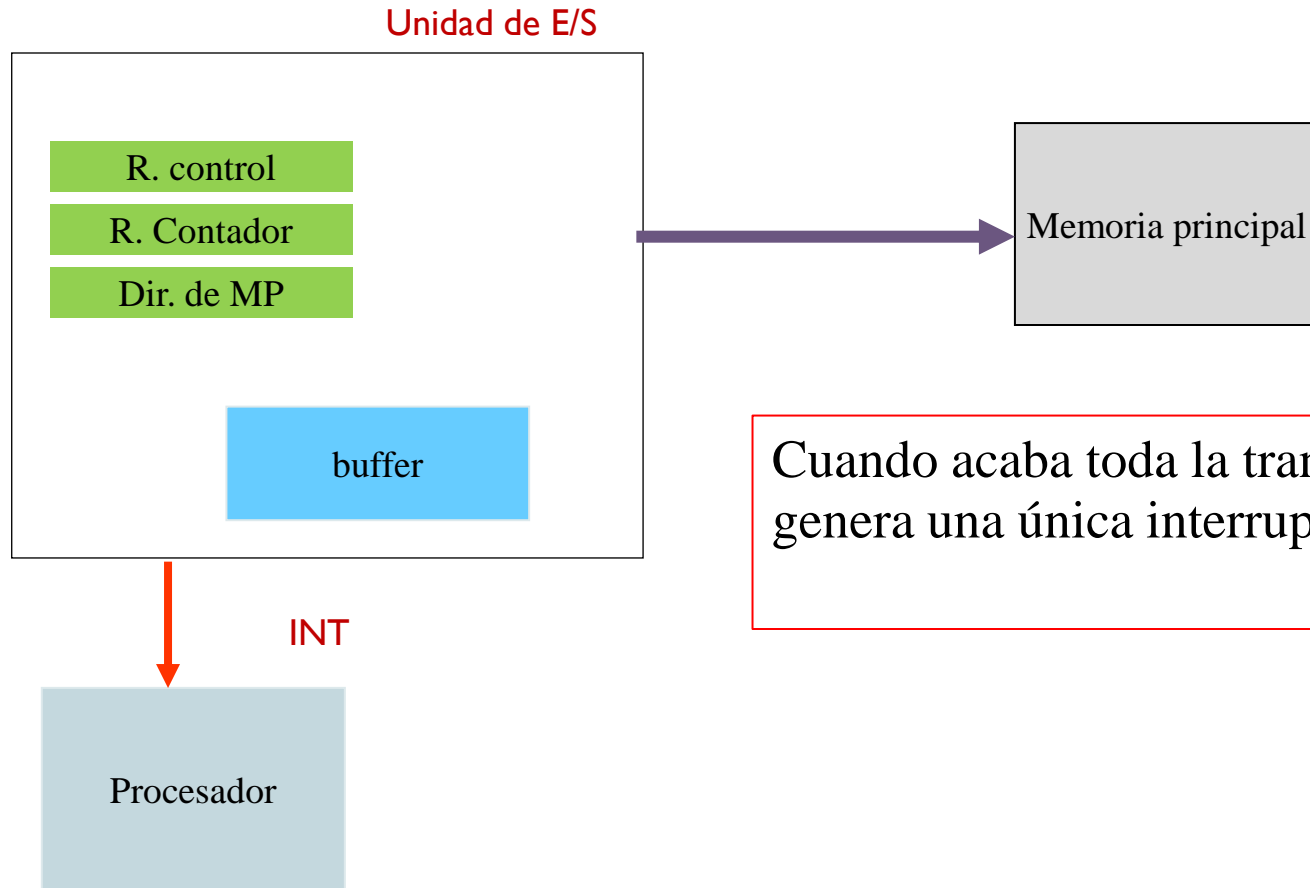 Unidad de E/S
R. control
R. Contador
Dir. de MP
Memoria principal
buffer
Cuando acaba toda la
genera una única
INT
Procesador